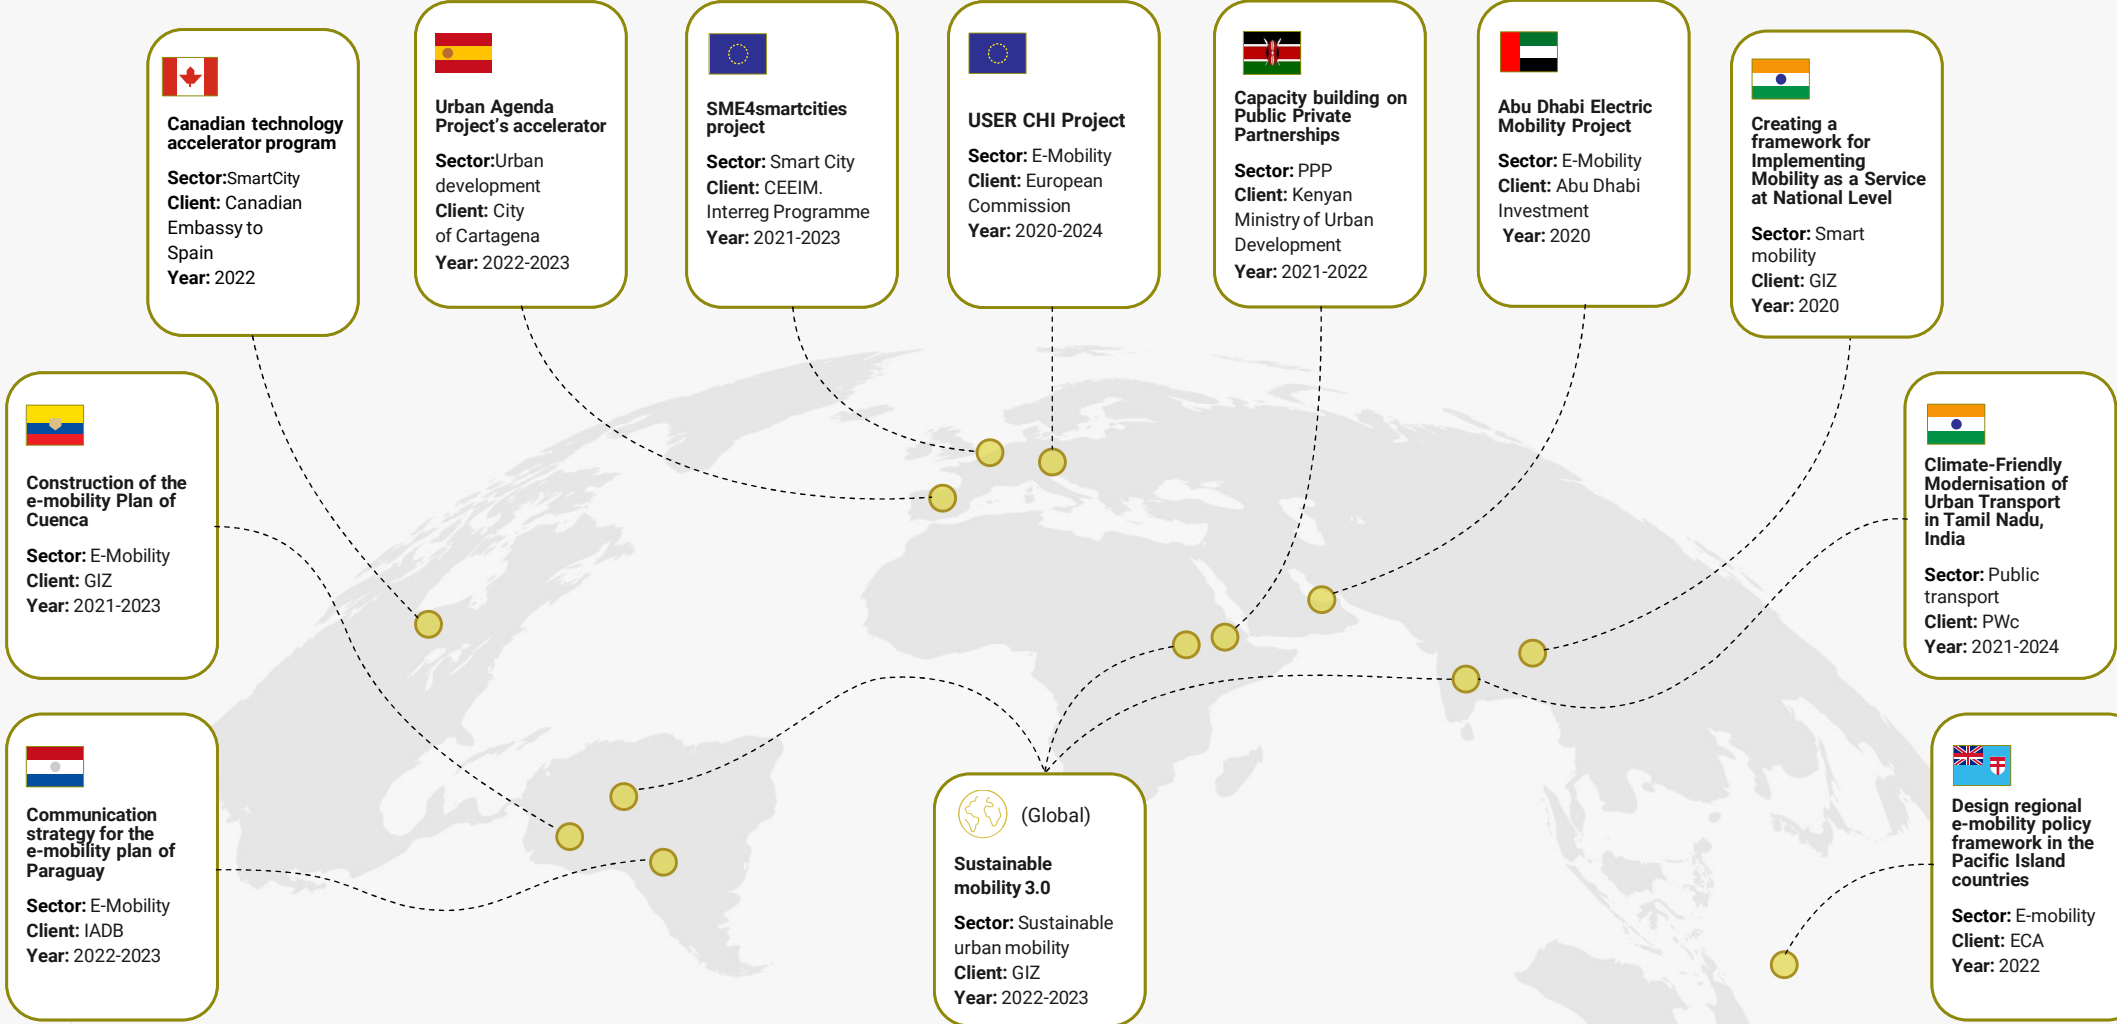 Canadian technology
accelerator program
Sector:SmartCity
Client: Canadian
Embassy to
Spain
Year: 2022
Urban Agenda
Project's accelerator
Sector:Urban
development
Client: City
of Cartagena
Year: 2022-2023
SME4smartcities
project
Sector: Smart City
Client: CEEIM.
Interreg Programme
Year: 2021-2023
USER CHI Project
Sector: E-Mobility
Client: European
Commission
Year: 2020-2024
Capacity building on
Public Private
Partnerships
Sector: PPP
Client: Kenyan
Ministry of Urban
Development
Year: 2021-2022
Abu Dhabi Electric
Mobility Project
Sector: E-Mobility
Client: Abu Dhabi
Investment
Year: 2020
Creating a
framework for
Implementing
Mobility as a Service
at National Level
Sector: Smart
mobility
Client: GIZ
Year: 2020
Construction of the
e-mobility Plan of
Cuenca
Sector: E-Mobility
Client: GIZ
Year: 2021-2023
Climate-Friendly
Modernisation of
Urban Transport
in Tamil Nadu,
India
Sector: Public
transport
Client: PWc
Year: 2021-2024
Communication
strategy for the
e-mobility plan of
Paraguay
Sector: E-Mobility
Client: IADB
Year: 2022-2023
(Global)
Sustainable
mobility 3.0
Sector: Sustainable
urban mobility
Client: GIZ
Year: 2022-2023
Design regional
e-mobility policy
framework in the
Pacific Island
countries
Sector: E-mobility
Client: ECA
Year: 2022